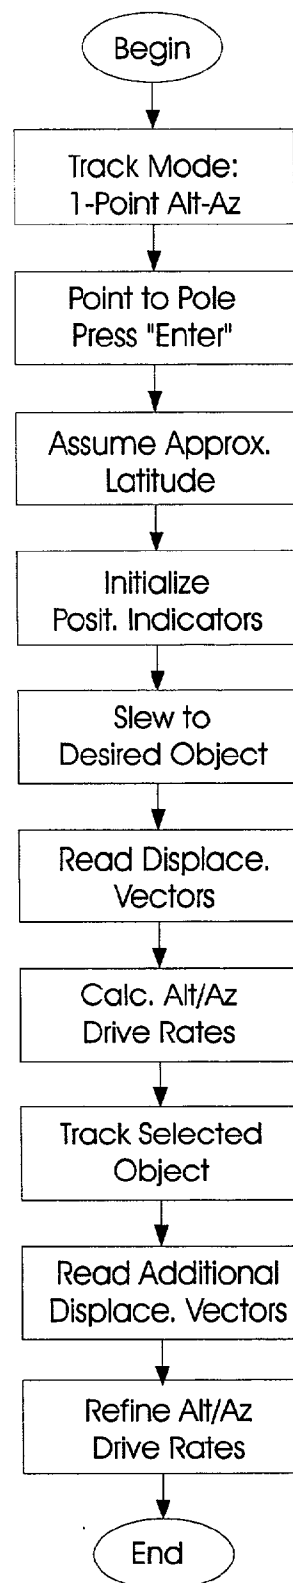 Begin
Track Mode:
1-Point Alt-Az
Point to Pole
Press "Enter"
Assume Approx.
Latitude
Initialize
Posit. Indicators
Slew to
Desired Object
Read Displace.
Vectors
Calc. Alt/Az
Drive Rates
Track Selected
Object
Read Additional
Displace. Vectors
Refine Alt/Az
Drive Rates
End